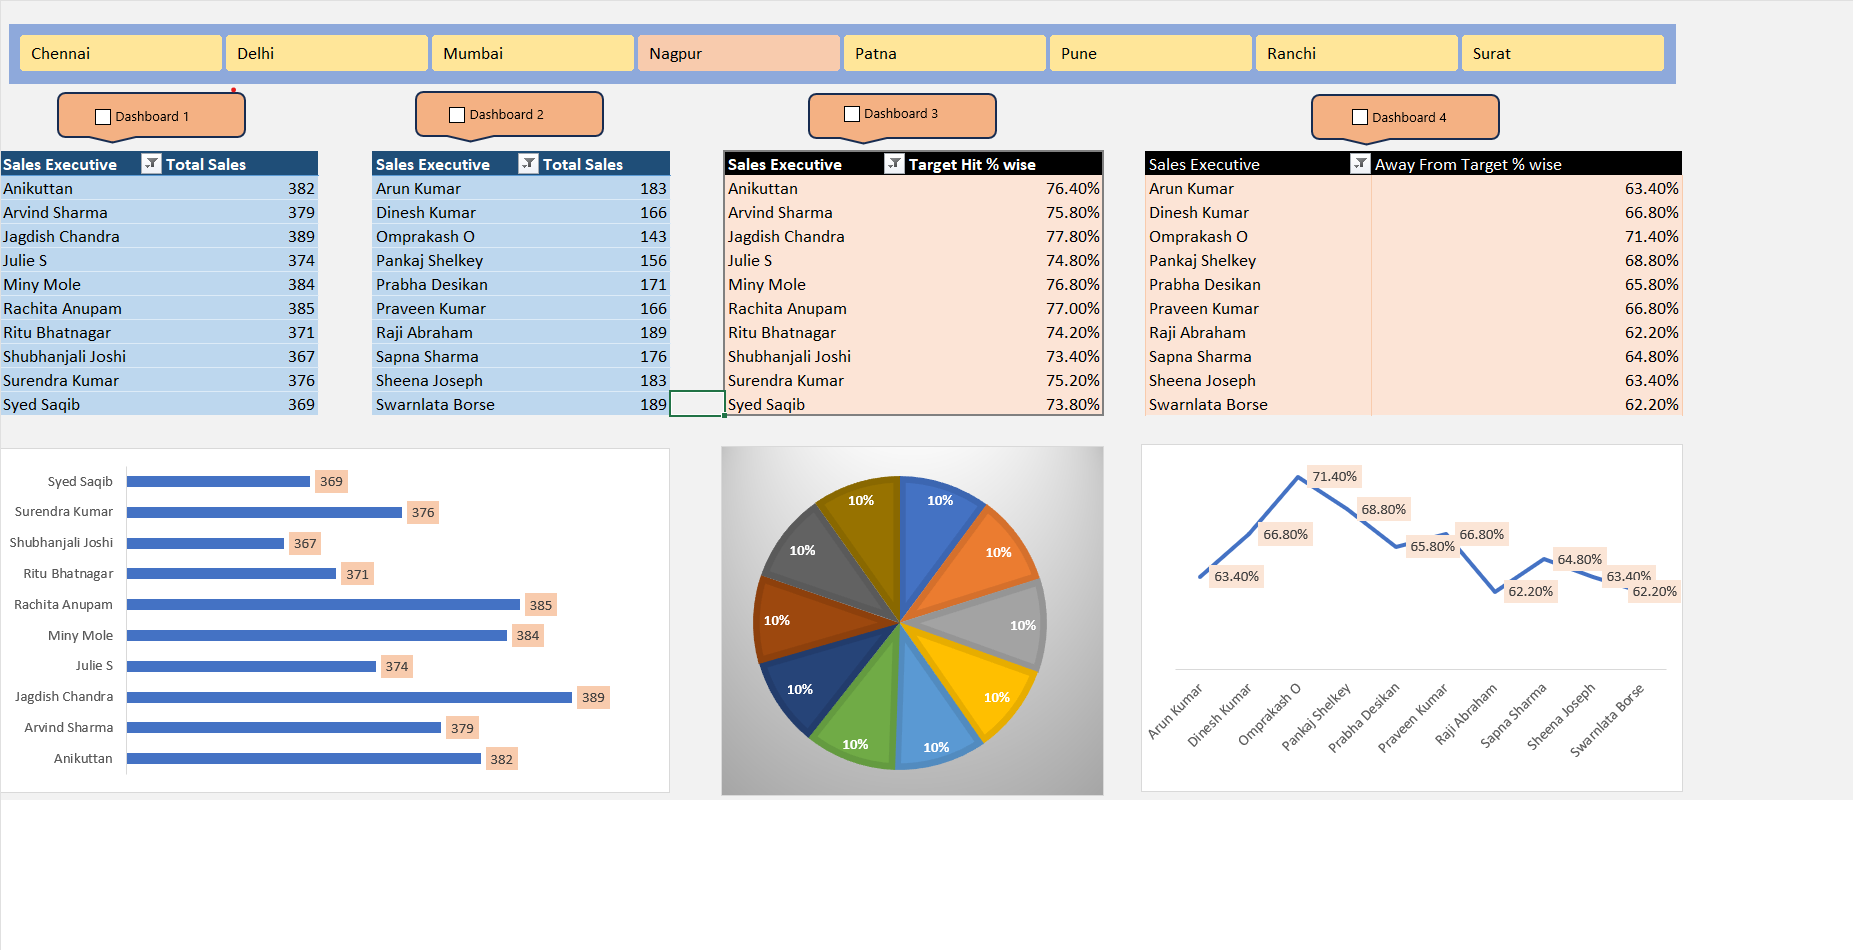 Chennai
Delhi
Mumbai
Nagpur
Patna
Pune
Ranchi
Surat
Dashboard 1
Dashboard 2
Dashboard 3
Dashboard 4
Sales Executive Total Sales
Anikuttan 382
Arvind Sharma 379
Jagdish Chandra 389
Julie S 374
Miny Mole 384
Rachita Anupam 385
Ritu Bhatnagar 371
Shubhanjali Joshi 367
Surendra Kumar 376
Syed Saqib 369
Sales Executive Total Sales
Arun Kumar 183
Dinesh Kumar 166
Omprakash O 143
Pankaj Shelkey 156
Prabha Desikan 171
Praveen Kumar 166
Raji Abraham 189
Sapna Sharma 176
Sheena Joseph 183
Swarnlata Borse 189
Sales Executive Target Hit % wise
Anikuttan 76.40%
Arvind Sharma 75.80%
Jagdish Chandra 77.80%
Julie S 74.80%
Miny Mole 76.80%
Rachita Anupam 77.00%
Ritu Bhatnagar 74.20%
Shubhanjali Joshi 73.40%
Surendra Kumar 75.20%
Syed Saqib 73.80%
Sales Executive Away From Target % wise
Arun Kumar 63.40%
Dinesh Kumar 66.80%
Omprakash O 71.40%
Pankaj Shelkey 68.80%
Prabha Desikan 65.80%
Praveen Kumar 66.80%
Raji Abraham 62.20%
Sapna Sharma 64.80%
Sheena Joseph 63.40%
Swarnlata Borse 62.20%
Syed Saqib 369
Surendra Kumar 376
Shubhanjali Joshi 367
Ritu Bhatnagar 371
Rachita Anupam 385
Miny Mole 384
Julie S 374
Jagdish Chandra 389
Arvind Sharma 379
Anikuttan 382
10%
10%
10%
10%
10%
10%
10%
10%
10%
10%
63.40%
66.80%
71.40%
68.80%
65.80%
66.80%
62.20%
64.80%
63.40%
62.20%
Arun Kumar
Dinesh Kumar
Omprakash O
Pankaj Shelkey
Prabha Desikan
Praveen Kumar
Raji Abraham
Sapna Sharma
Sheena Joseph
Swarnlata Borse